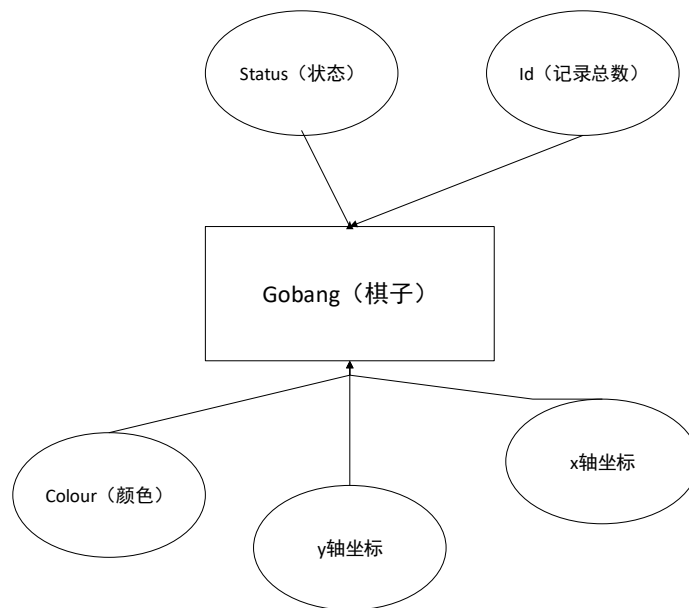 Status（状态）
Id（记录总数）
Gobang（棋子）
Colour（颜色）
y轴坐标
x轴坐标